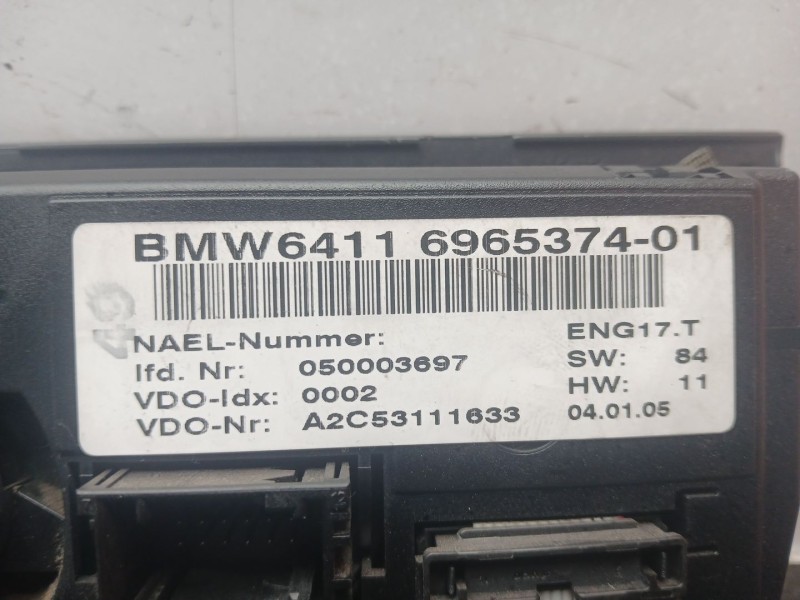 BMW6411 6965374-01
NAEL-Nummer: ENG17.T
lfd. Nr: 050003697 SW: 84
VDO-Idx: 0002 HW: 11
VDO-Nr: A2C53111633 04.01.05